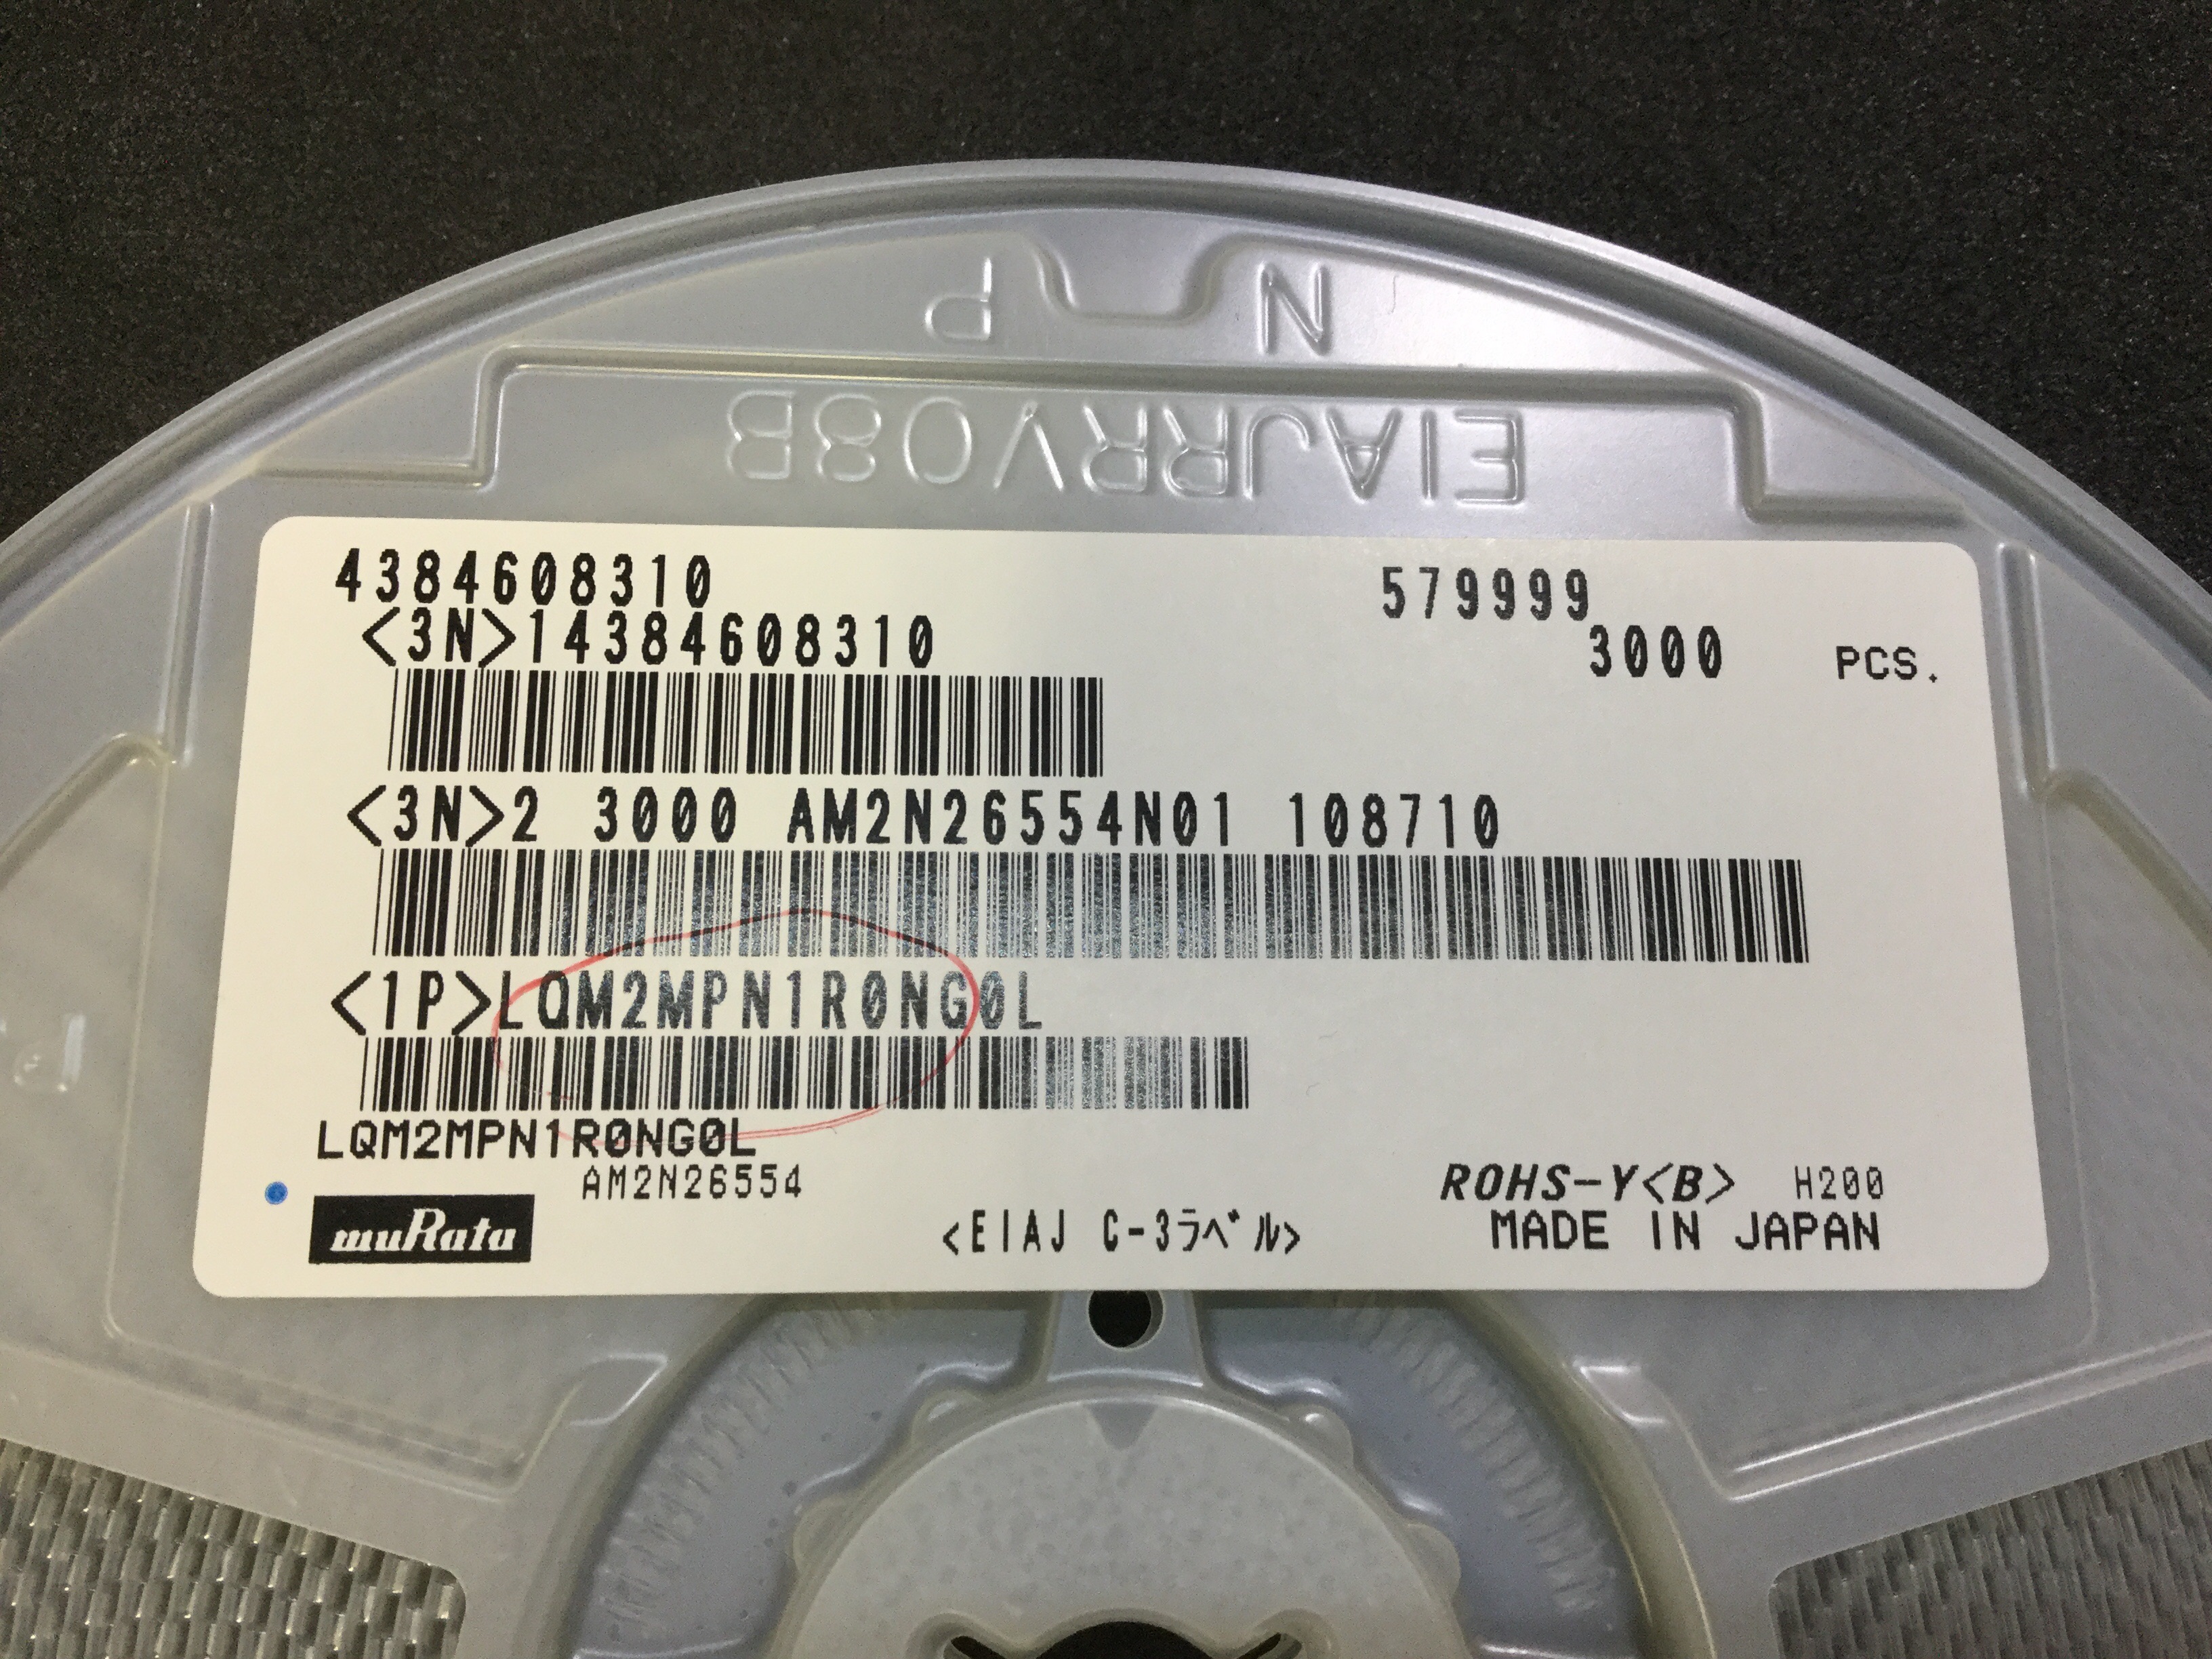 P N
EIAJRRV08B
4384608310 579999
<3N>14384608310 3000 PCS.
<3N>2 3000 AM2N26554N01 108710
<1P>LQM2MPN1R0NG0L
LQM2MPN1R0NG0L
AM2N26554 ROHS-Y<B> H200
muRata <EIAJ C-3ラベル> MADE IN JAPAN